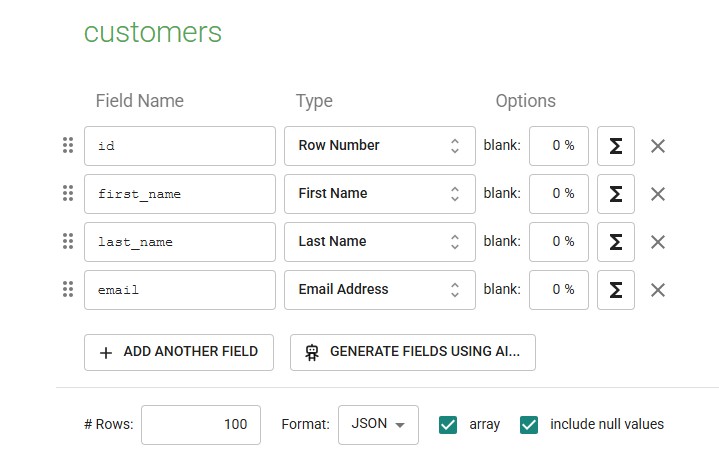 customers
Field Name Type Options
id Row Number blank: 0 % Σ
first_name First Name blank: 0 % Σ
last_name Last Name blank: 0 % Σ
email Email Address blank: 0 % Σ
+ ADD ANOTHER FIELD GENERATE FIELDS USING AI...
# Rows: 100 Format: JSON array include null values